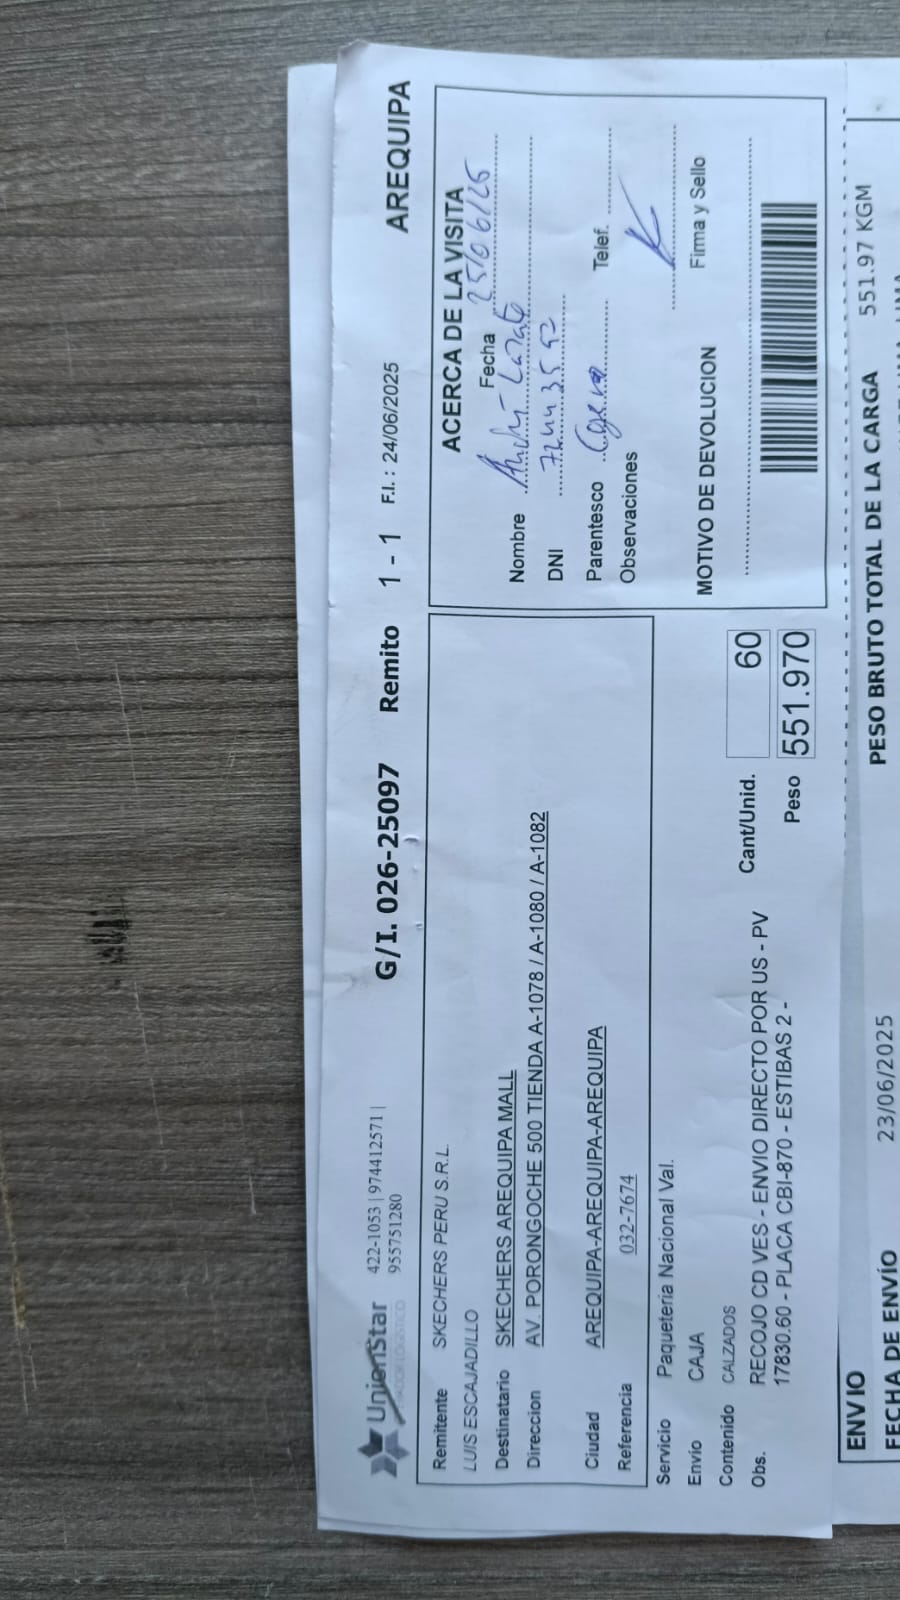 UnionStar
OPERADOR LOGISTICO
422-1053 | 974412571 |
955751280
G/I. 026-25097 Remito 1 - 1 F.I.: 24/06/2025 AREQUIPA
Remitente SKECHERS PERU S.R.L.
LUIS ESCAJADILLO
Destinatario SKECHERS AREQUIPA MALL
Direccion AV. PORONGOCHE 500 TIENDA A-1078 / A-1080 / A-1082
Ciudad AREQUIPA-AREQUIPA-AREQUIPA
Referencia 032-7674
Servicio Paqueteria Nacional Val.
Envio CAJA
Contenido CALZADOS
Obs. RECOJO CD VES - ENVIO DIRECTO POR US - PV
17830.60 - PLACA CBI-870 - ESTIBAS 2 -
Cant/Unid. 60
Peso 551.970
ACERCA DE LA VISITA
Fecha 25/06/25
Nombre
DNI
Parentesco Cajera Telef.
Observaciones
Firma y Sello
MOTIVO DE DEVOLUCION
ENVIO
FECHA DE ENVÍO 23/06/2025 PESO BRUTO TOTAL DE LA CARGA 551.97 KGM